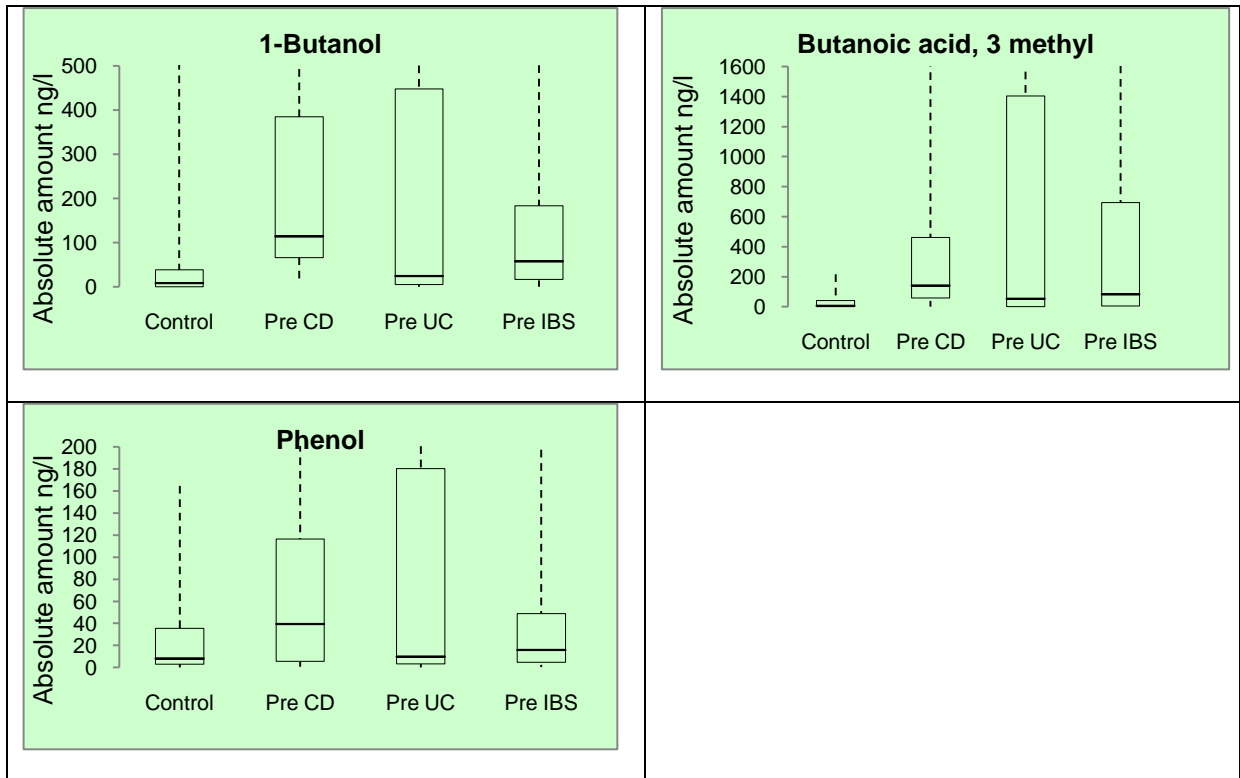 1-Butanol
Absolute amount ng/l
500
400
300
200
100
0
Control Pre CD Pre UC Pre IBS
Butanoic acid, 3 methyl
Absolute amount ng/l
1600
1400
1200
1000
800
600
400
200
0
Control Pre CD Pre UC Pre IBS
Phenol
Absolute amount ng/l
200
180
160
140
120
100
80
60
40
20
0
Control Pre CD Pre UC Pre IBS